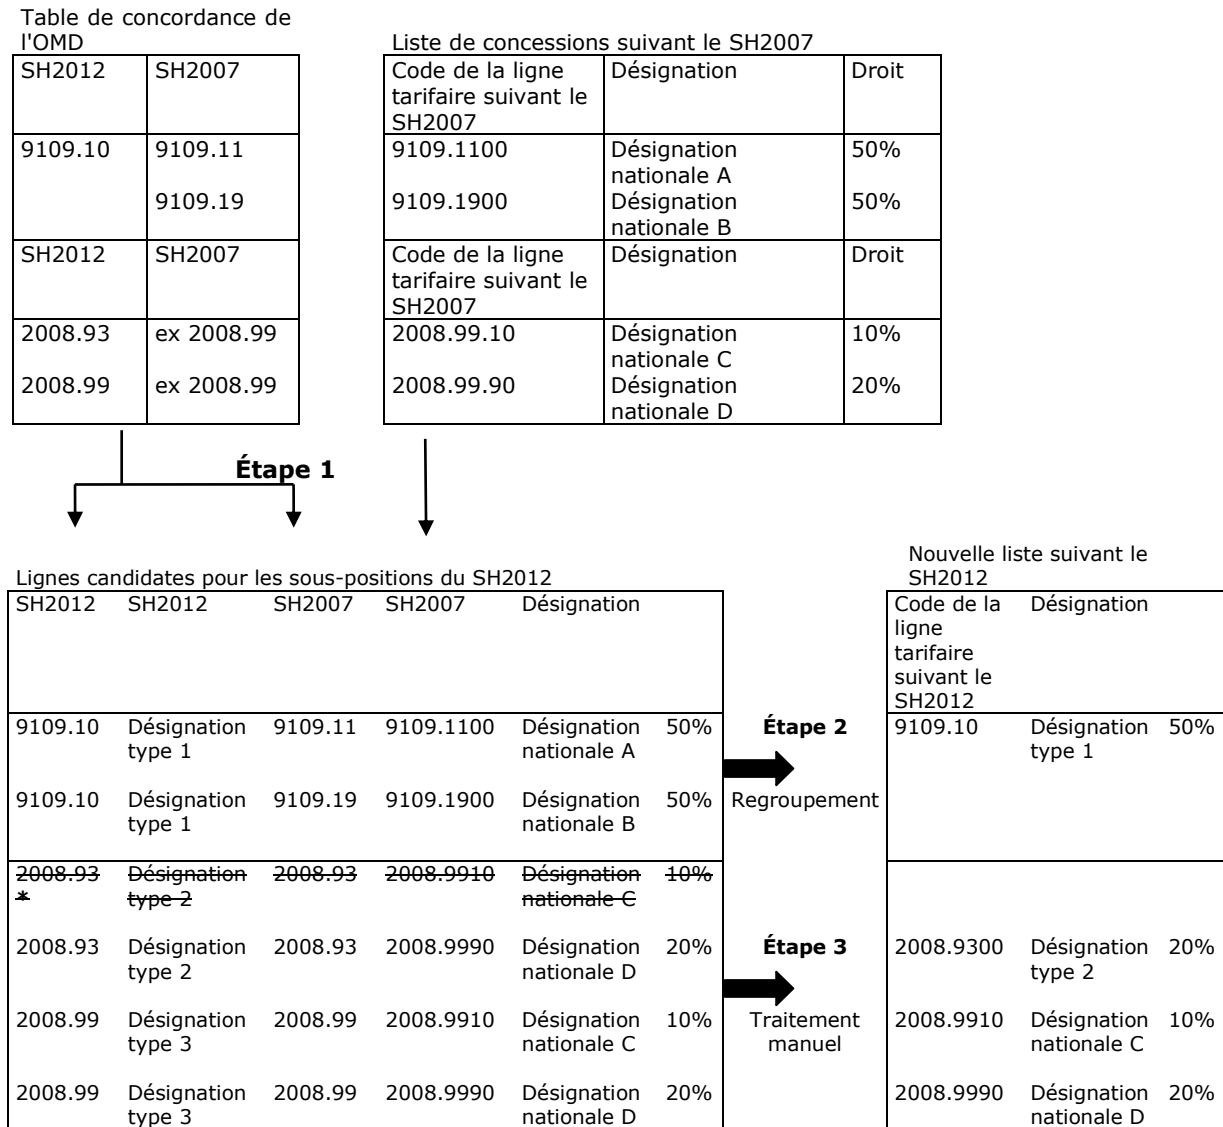 Table de concordance de
l'OMD
Liste de concessions suivant le SH2007
SH2012 SH2007
Code de la ligne Désignation Droit
tarifaire suivant le
SH2007
9109.10 9109.11 9109.1100 Désignation 50%
nationale A
9109.19 9109.1900 Désignation 50%
nationale B
SH2012 SH2007 Code de la ligne Désignation Droit
tarifaire suivant le
SH2007
2008.93 ex 2008.99 2008.99.10 Désignation 10%
nationale C
2008.99 ex 2008.99 2008.99.90 Désignation 20%
nationale D
Étape 1
Lignes candidates pour les sous-positions du SH2012
Nouvelle liste suivant le
SH2012
SH2012 SH2012 SH2007 SH2007 Désignation
Code de la Désignation
ligne
tarifaire
suivant le
SH2012
9109.10 Désignation 9109.11 9109.1100 Désignation 50% Étape 2 9109.10 Désignation 50%
type 1 nationale A type 1
9109.10 Désignation 9109.19 9109.1900 Désignation 50% Regroupement
type 1 nationale B
2008.93 Désignation 2008.93 2008.9910 Désignation 10%
* type 2 nationale C
2008.93 Désignation 2008.93 2008.9990 Désignation 20% Étape 3 2008.9300 Désignation 20%
type 2 nationale D type 2
2008.99 Désignation 2008.99 2008.9910 Désignation 10% Traitement 2008.9910 Désignation 10%
type 3 nationale C manuel nationale C
2008.99 Désignation 2008.99 2008.9990 Désignation 20% 2008.9990 Désignation 20%
type 3 nationale D nationale D